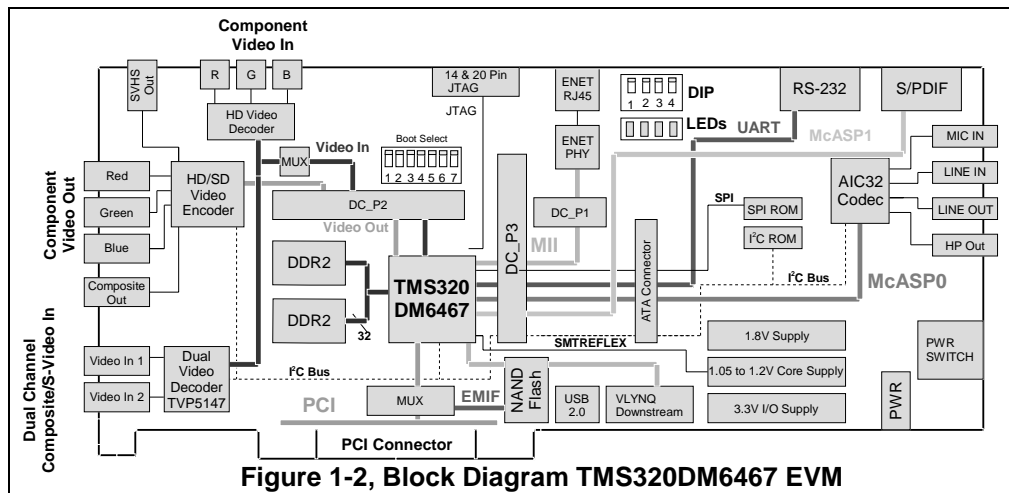 Component
Video In
SVHS
Out
R
G
B
HD Video
Decoder
14 & 20 Pin
JTAG
JTAG
ENET
RJ45
1 2 3 4
DIP
LEDs
RS-232
S/PDIF
UART
McASP1
MIC IN
LINE IN
LINE OUT
HP Out
AIC32
Codec
Component
Video Out
Red
Green
Blue
Composite
Out
HD/SD
Video
Encoder
MUX
Video In
Boot Select
1 2 3 4 5 6 7
DC_P2
Video Out
ENET
PHY
DC_P1
MII
DC_P3
SPI
SPI ROM
I²C ROM
I²C Bus
McASP0
ATA Connector
DDR2
DDR2
32
TMS320
DM6467
SMTREFLEX
1.8V Supply
1.05 to 1.2V Core Supply
3.3V I/O Supply
PWR
SWITCH
PWR
Dual Channel
Composite/S-Video In
Video In 1
Video In 2
Dual
Video
Decoder
TVP5147
I²C Bus
PCI
MUX
EMIF
NAND
Flash
USB
2.0
VLYNQ
Downstream
PCI Connector
Figure 1-2, Block Diagram TMS320DM6467 EVM